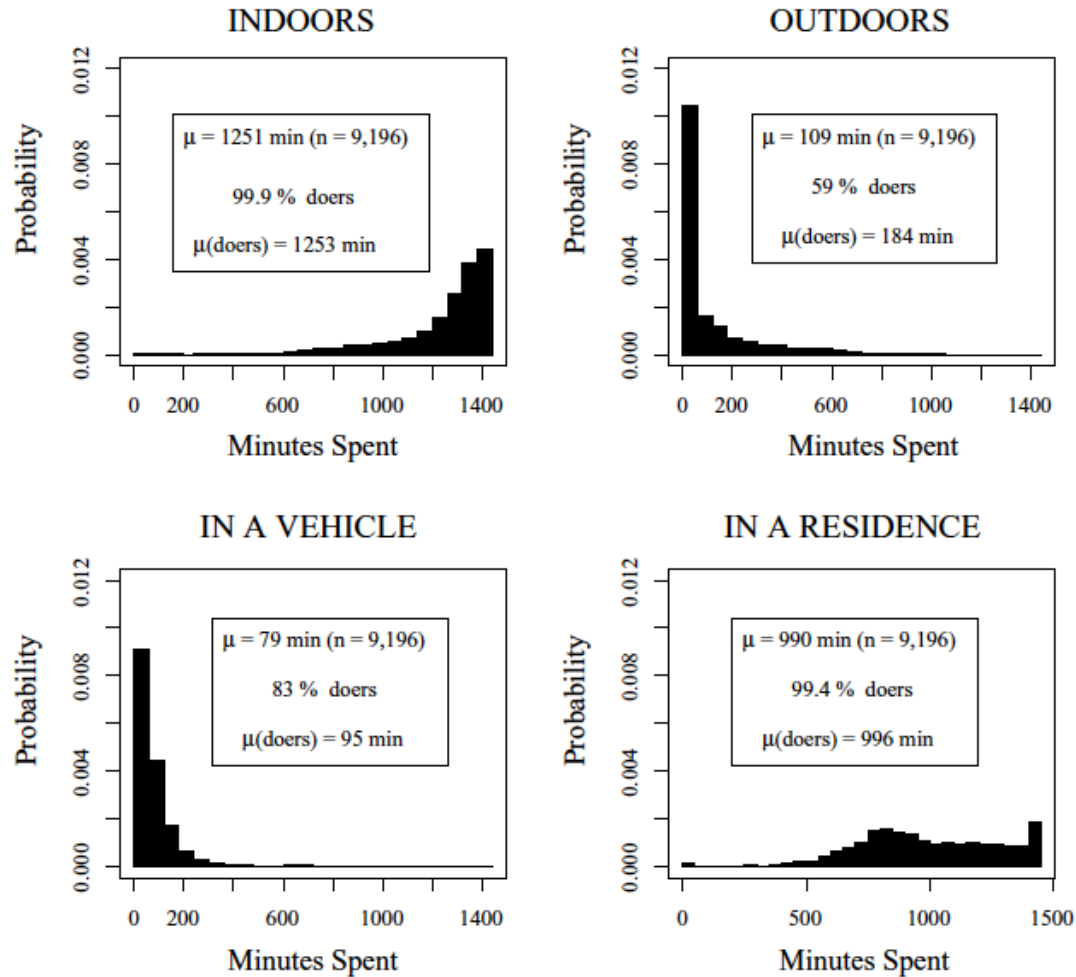 INDOORS
Probability
0.000 0.004 0.008 0.012
μ = 1251 min (n = 9,196)
99.9 % doers
μ(doers) = 1253 min
0 200 600 1000 1400
Minutes Spent
OUTDOORS
Probability
0.000 0.004 0.008 0.012
μ = 109 min (n = 9,196)
59 % doers
μ(doers) = 184 min
0 200 600 1000 1400
Minutes Spent
IN A VEHICLE
Probability
0.000 0.004 0.008 0.012
μ = 79 min (n = 9,196)
83 % doers
μ(doers) = 95 min
0 200 600 1000 1400
Minutes Spent
IN A RESIDENCE
Probability
0.000 0.004 0.008 0.012
μ = 990 min (n = 9,196)
99.4 % doers
μ(doers) = 996 min
0 500 1000 1500
Minutes Spent